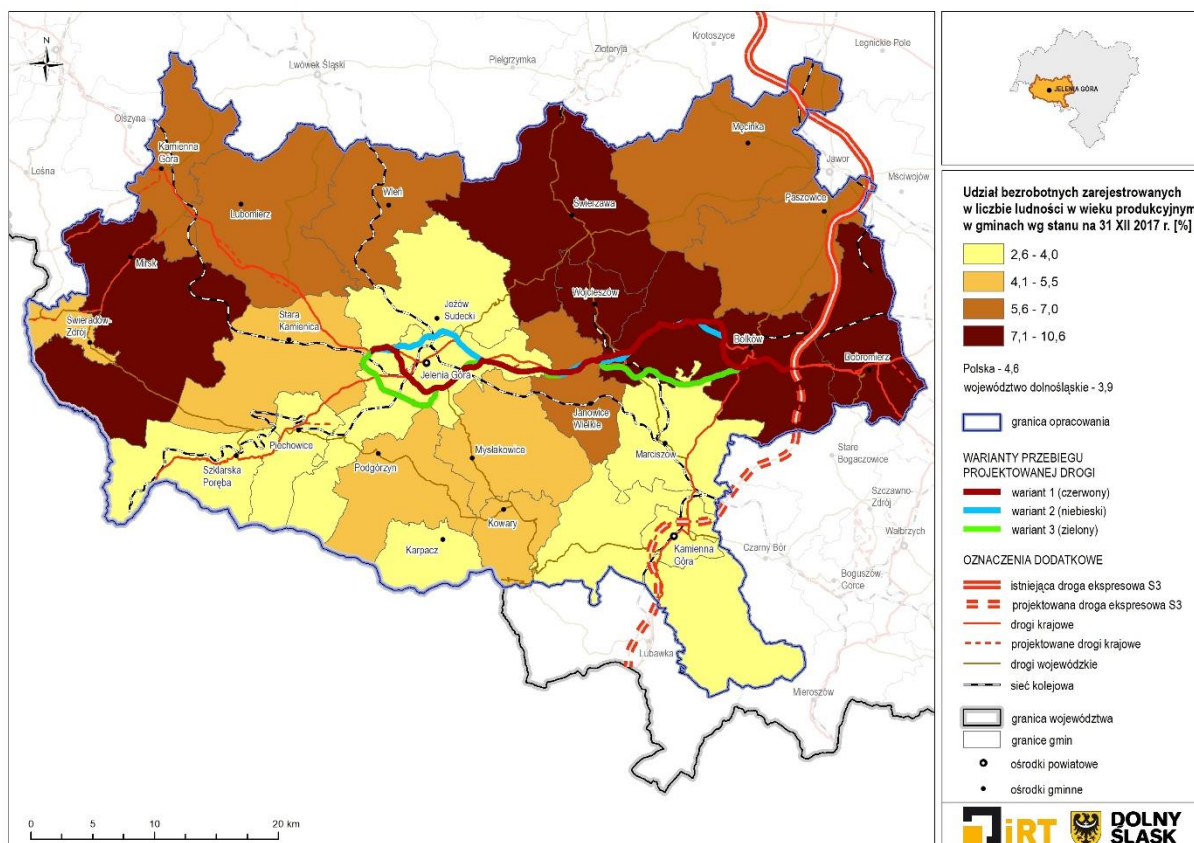 N
Krotoszyce
Legnickie Pole
Złotoryja
Lwówek Śląski
Pielgrzymka
Olszyna
Męcinka
Jawor
Leśna
Kamienna
Góra
Mściwojów
Wleń
Lubomierz
Świerzawa
Paszowice
Mirsk
Wojcieszów
Świeradów-
Zdrój
Stara
Kamienica
Jeżów
Sudecki
Bolków
Dobromierz
Jelenia Góra
Janowice
Wielkie
Piechowice
Mysłakowice
Marciszów
Stare
Bogaczowice
Szklarska
Poręba
Podgórzyn
Szczawno-
Zdrój
Kowary
Wałbrzych
Karpacz
Kamienna
Góra
Czarny Bór
Boguszów
Gorce
Lubawka
Mieroszów
0 5 10 20 km
JELENIA GÓRA
Udział bezrobotnych zarejestrowanych
w liczbie ludności w wieku produkcyjnym
w gminach wg stanu na 31 XII 2017 r. [%]
2,6 - 4,0
4,1 - 5,5
5,6 - 7,0
7,1 - 10,6
Polska - 4,6
województwo dolnośląskie - 3,9
granica opracowania
WARIANTY PRZEBIEGU
PROJEKTOWANEJ DROGI
wariant 1 (czerwony)
wariant 2 (niebieski)
wariant 3 (zielony)
OZNACZENIA DODATKOWE
istniejąca droga ekspresowa S3
projektowana droga ekspresowa S3
drogi krajowe
projektowane drogi krajowe
drogi wojewódzkie
sieć kolejowa
granica województwa
granice gmin
ośrodki powiatowe
ośrodki gminne
iRT
DOLNY
ŚLĄSK